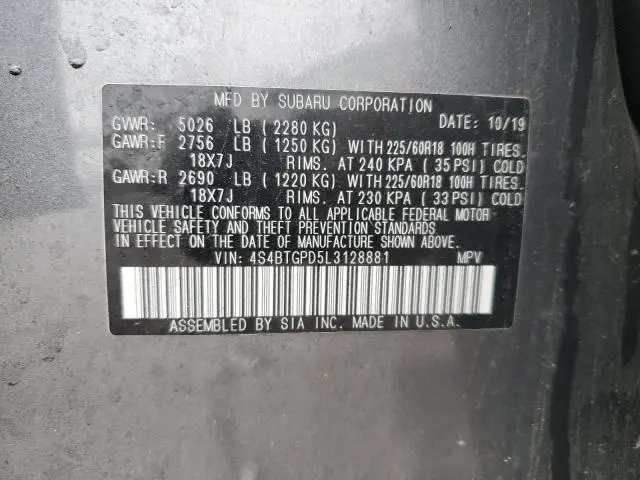 MFD BY SUBARU CORPORATION
GVWR: 5026 LB ( 2280 KG) DATE: 10/19
GAWR:F 2756 LB ( 1250 KG) WITH 225/60R18 100H TIRES.
18X7J RIMS. AT 240 KPA ( 35 PSI) COLD
GAWR:R 2690 LB ( 1220 KG) WITH 225/60R18 100H TIRES.
18X7J RIMS. AT 230 KPA ( 33 PSI) COLD
THIS VEHICLE CONFORMS TO ALL APPLICABLE FEDERAL MOTOR
VEHICLE SAFETY AND THEFT PREVENTION STANDARDS
IN EFFECT ON THE DATE OF MANUFACTURE SHOWN ABOVE.
VIN: 4S4BTGPD5L3128881 MPV
ASSEMBLED BY SIA INC. MADE IN U.S.A.